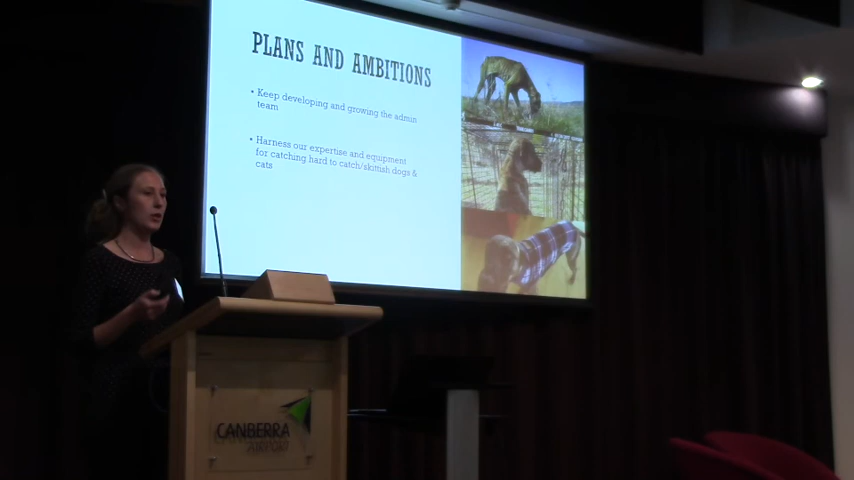 PLANS AND AMBITIONS
• Keep developing and growing the admin
team
• Harness our expertise and equipment
for catching hard to catch/skittish dogs &
cats
CANBERRA
AIRPORT